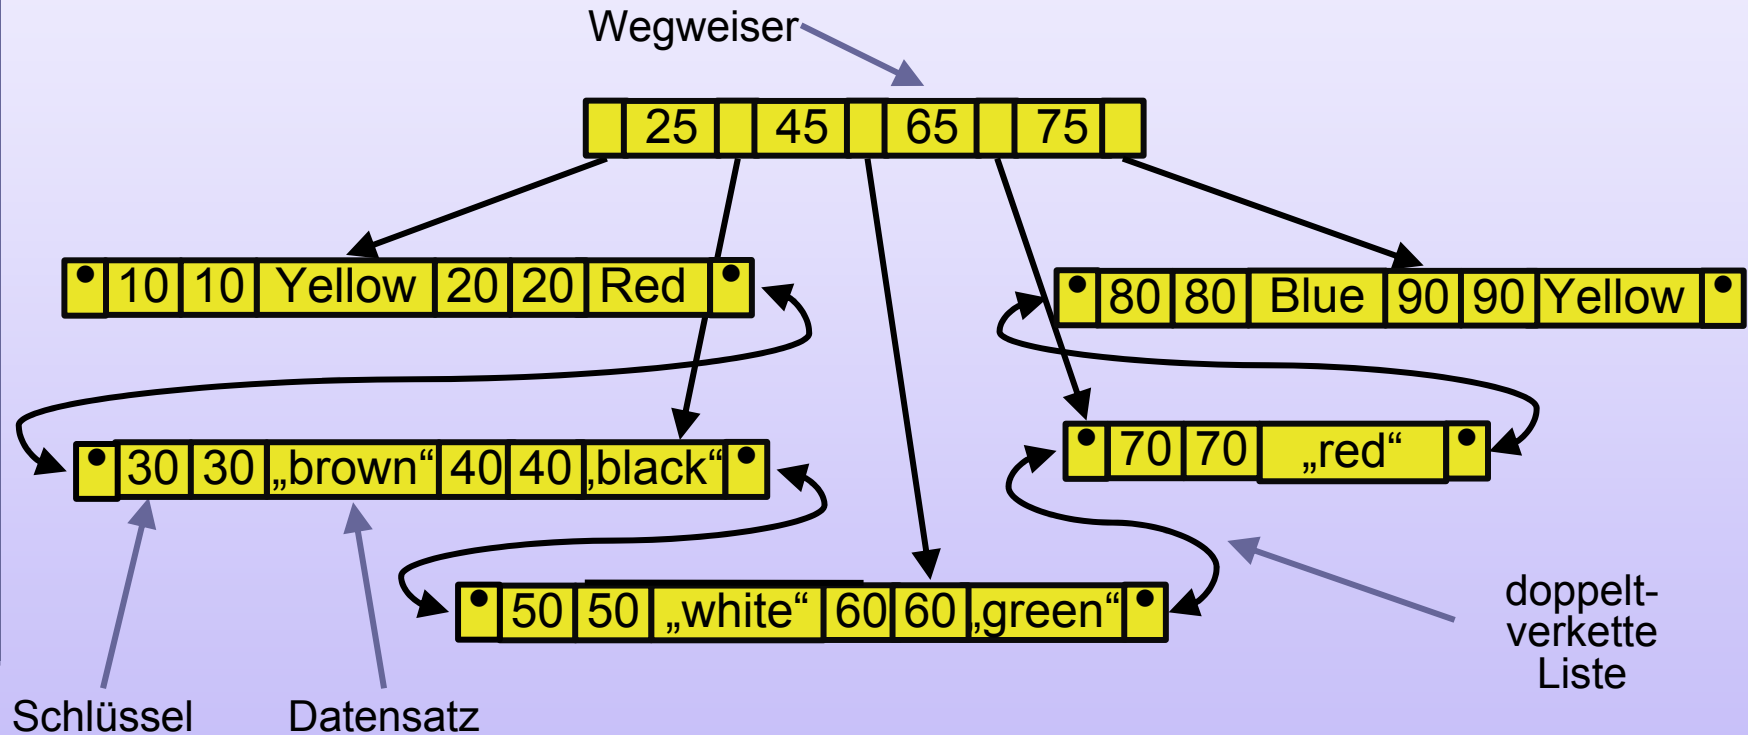 Wegweiser
25 45 65 75
10 10 Yellow 20 20 Red
80 80 Blue 90 90 Yellow
30 30 „brown“ 40 40 ‚black“
70 70 „red“
50 50 „white“ 60 60 „green“
doppelt-
verkette
Liste
Schlüssel
Datensatz